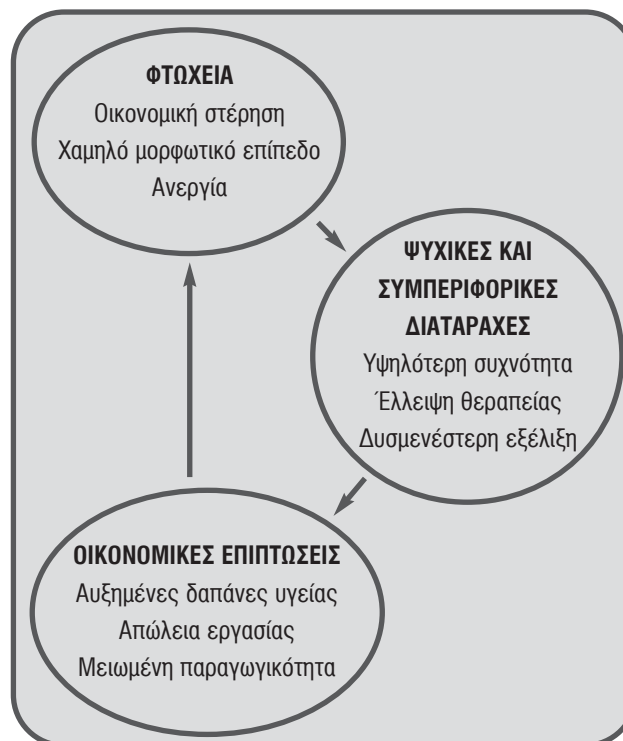 ΦΤΩΧΕΙΑ
Οικονομική στέρηση
Χαμηλό μορφωτικό επίπεδο
Ανεργία
ΨΥΧΙΚΕΣ ΚΑΙ
ΣΥΜΠΕΡΙΦΟΡΙΚΕΣ
ΔΙΑΤΑΡΑΧΕΣ
Υψηλότερη συχνότητα
Έλλειψη θεραπείας
Δυσμενέστερη εξέλιξη
ΟΙΚΟΝΟΜΙΚΕΣ ΕΠΙΠΤΩΣΕΙΣ
Αυξημένες δαπάνες υγείας
Απώλεια εργασίας
Μειωμένη παραγωγικότητα